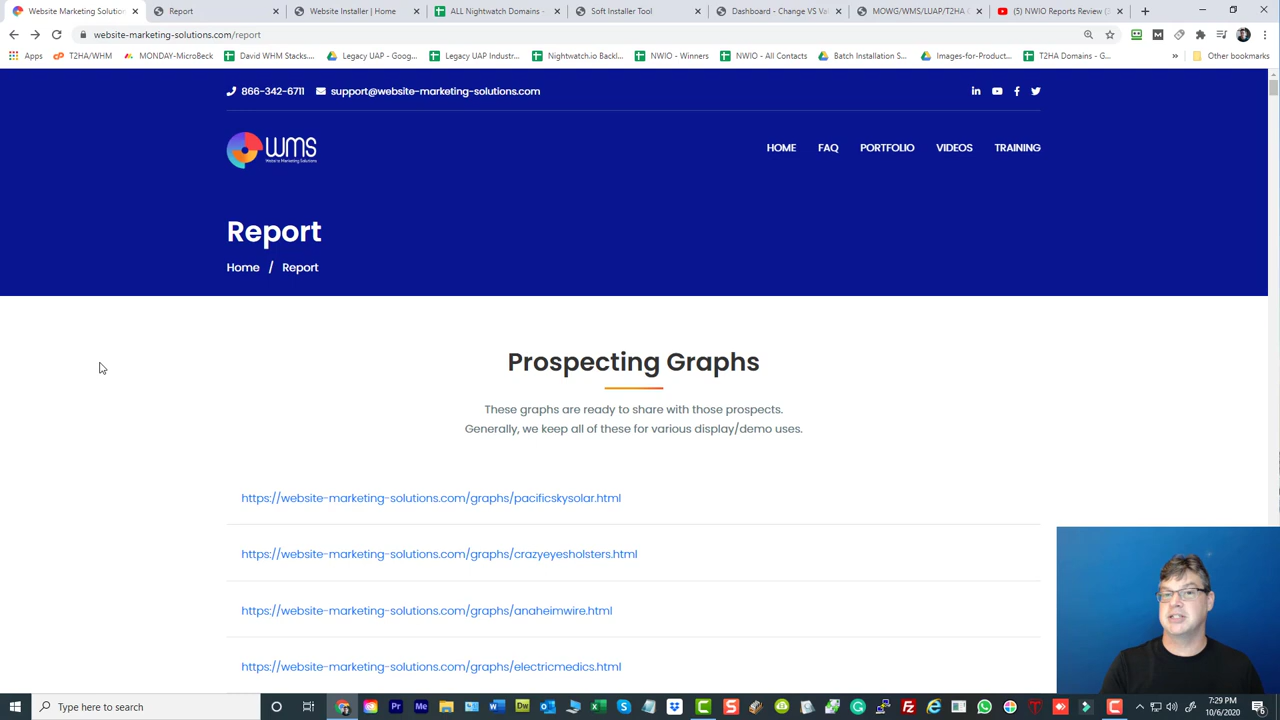 Website Marketing Solution
Report
Website Installer | Home
ALL Nightwatch Domains -
Soft Installer Tool
Dashboard - Change VS Va
MOWG/WMS/UAP/T2HA
(5) NWIO Reports Review (
website-marketing-solutions.com/report
Apps
T2HA/WHM
MONDAY-MicroBeck
David WHM Stacks....
Legacy UAP - Goog...
Legacy UAP Industr...
Nightwatch.io Backl...
NWIO - Winners
NWIO - All Contacts
Batch Installation S...
Images-for-Product...
T2HA Domains - G...
»
Other bookmarks
866-342-6711
support@website-marketing-solutions.com
WMS
Website Marketing Solutions
HOME
FAQ
PORTFOLIO
VIDEOS
TRAINING
Report
Home / Report
Prospecting Graphs
These graphs are ready to share with those prospects.
Generally, we keep all of these for various display/demo uses.
https://website-marketing-solutions.com/graphs/pacificskysolar.html
https://website-marketing-solutions.com/graphs/crazyeyesholsters.html
https://website-marketing-solutions.com/graphs/anaheimwire.html
https://website-marketing-solutions.com/graphs/electricmedics.html
Type here to search
7:29 PM
10/6/2020